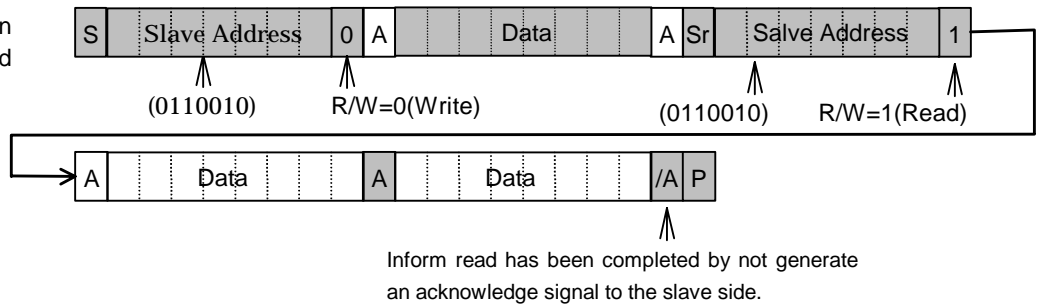 n
d
S Slave Address 0 A Data A Sr Salve Address 1
(0110010) R/W=0(Write) (0110010) R/W=1(Read)
A Data A Data /A P
Inform read has been completed by not generate
an acknowledge signal to the slave side.